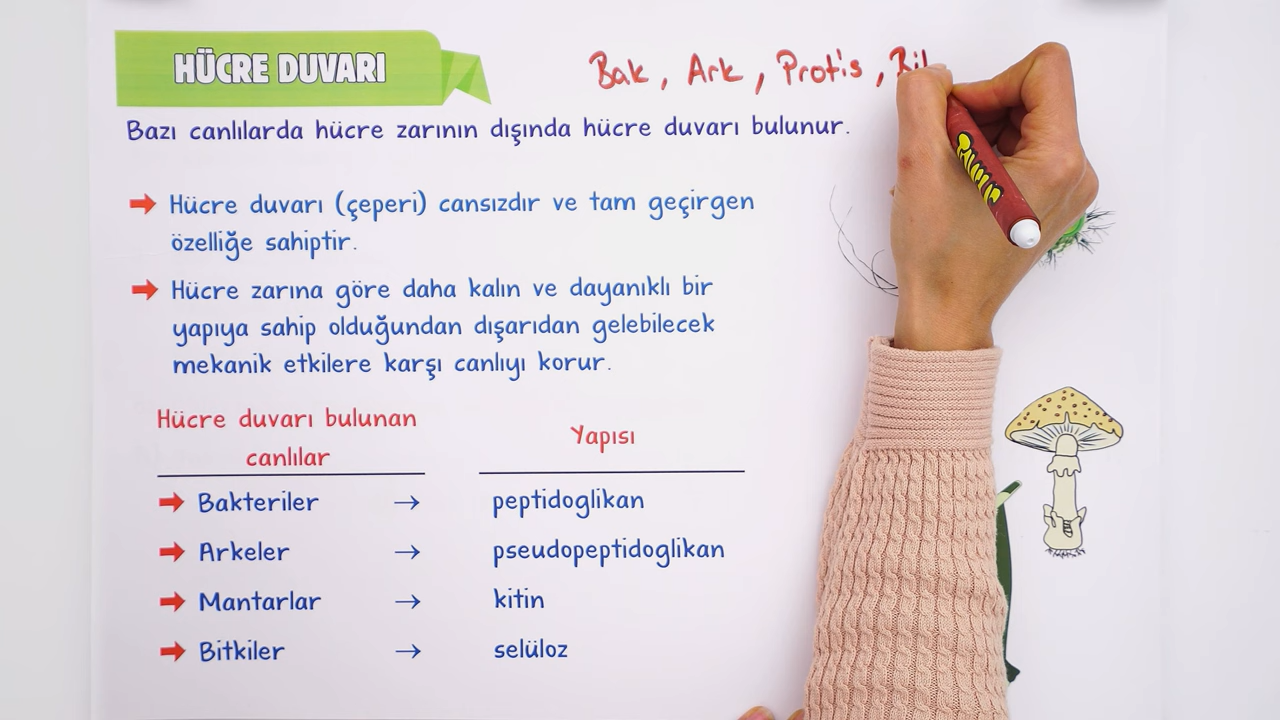 HÜCRE DUVARI
Bak, Ark, Protis,
Bazı canlılarda hücre zarının dışında hücre duvarı bulunur.
Hücre duvarı (çeperi) cansızdır ve tam geçirgen
özelliğe sahiptir.
Hücre zarına göre daha kalın ve dayanıklı bir
yapıya sahip olduğundan dışarıdan gelebilecek
mekanik etkilere karşı canlıyı korur.
Hücre duvarı bulunan
canlılar
Yapısı
Bakteriler → peptidoglikan
Arkeler → pseudopeptidoglikan
Mantarlar → kitin
Bitkiler → selüloz